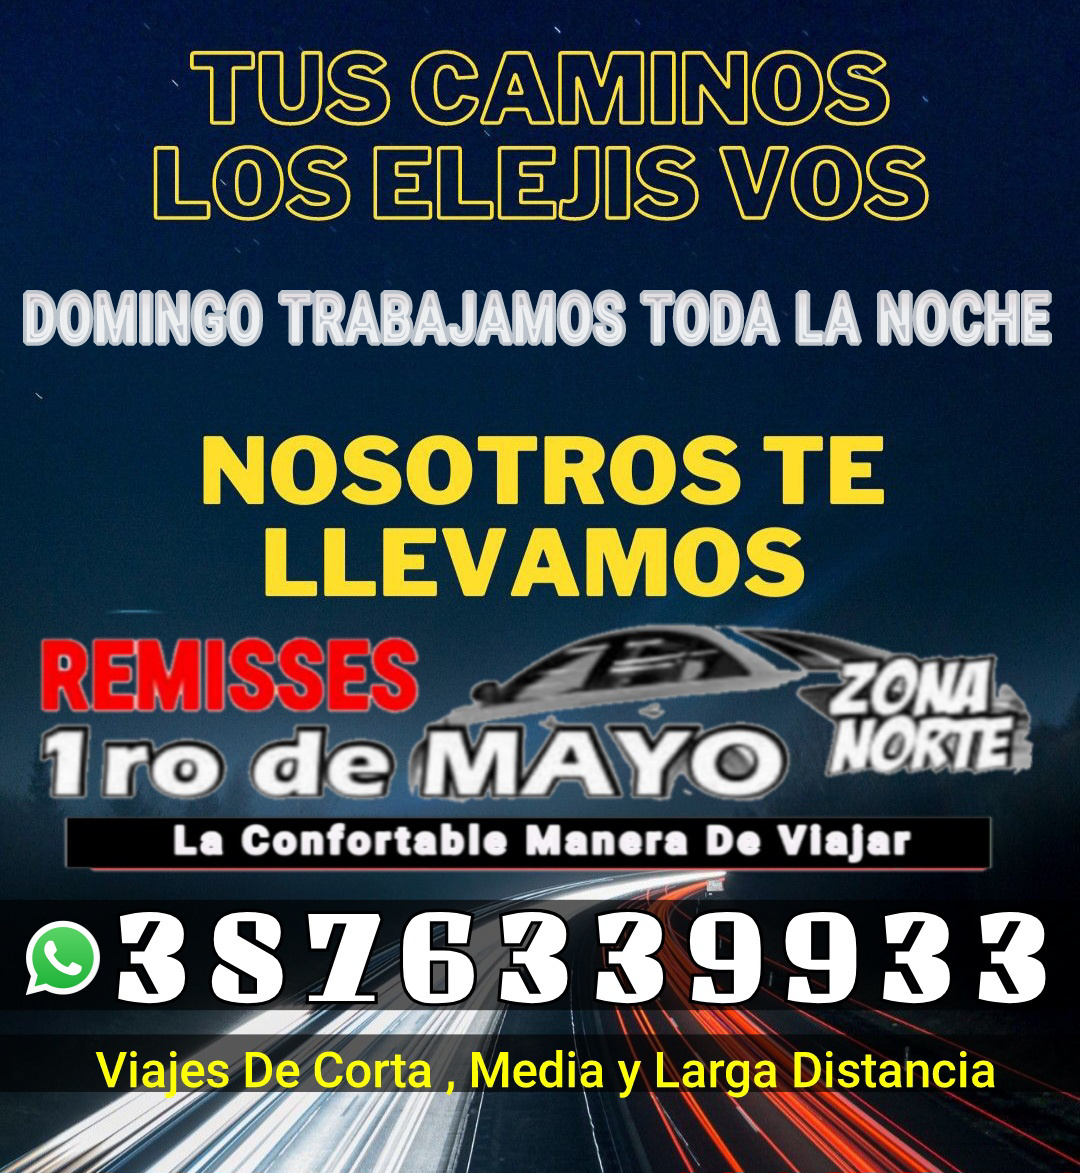 TUS CAMINOS
LOS ELEJIS VOS
DOMINGO TRABAJAMOS TODA LA NOCHE
NOSOTROS TE
LLEVAMOS
REMISSES
1ro de MAYO
ZONA
NORTE
La Confortable Manera De Viajar
3876339933
Viajes De Corta , Media y Larga Distancia